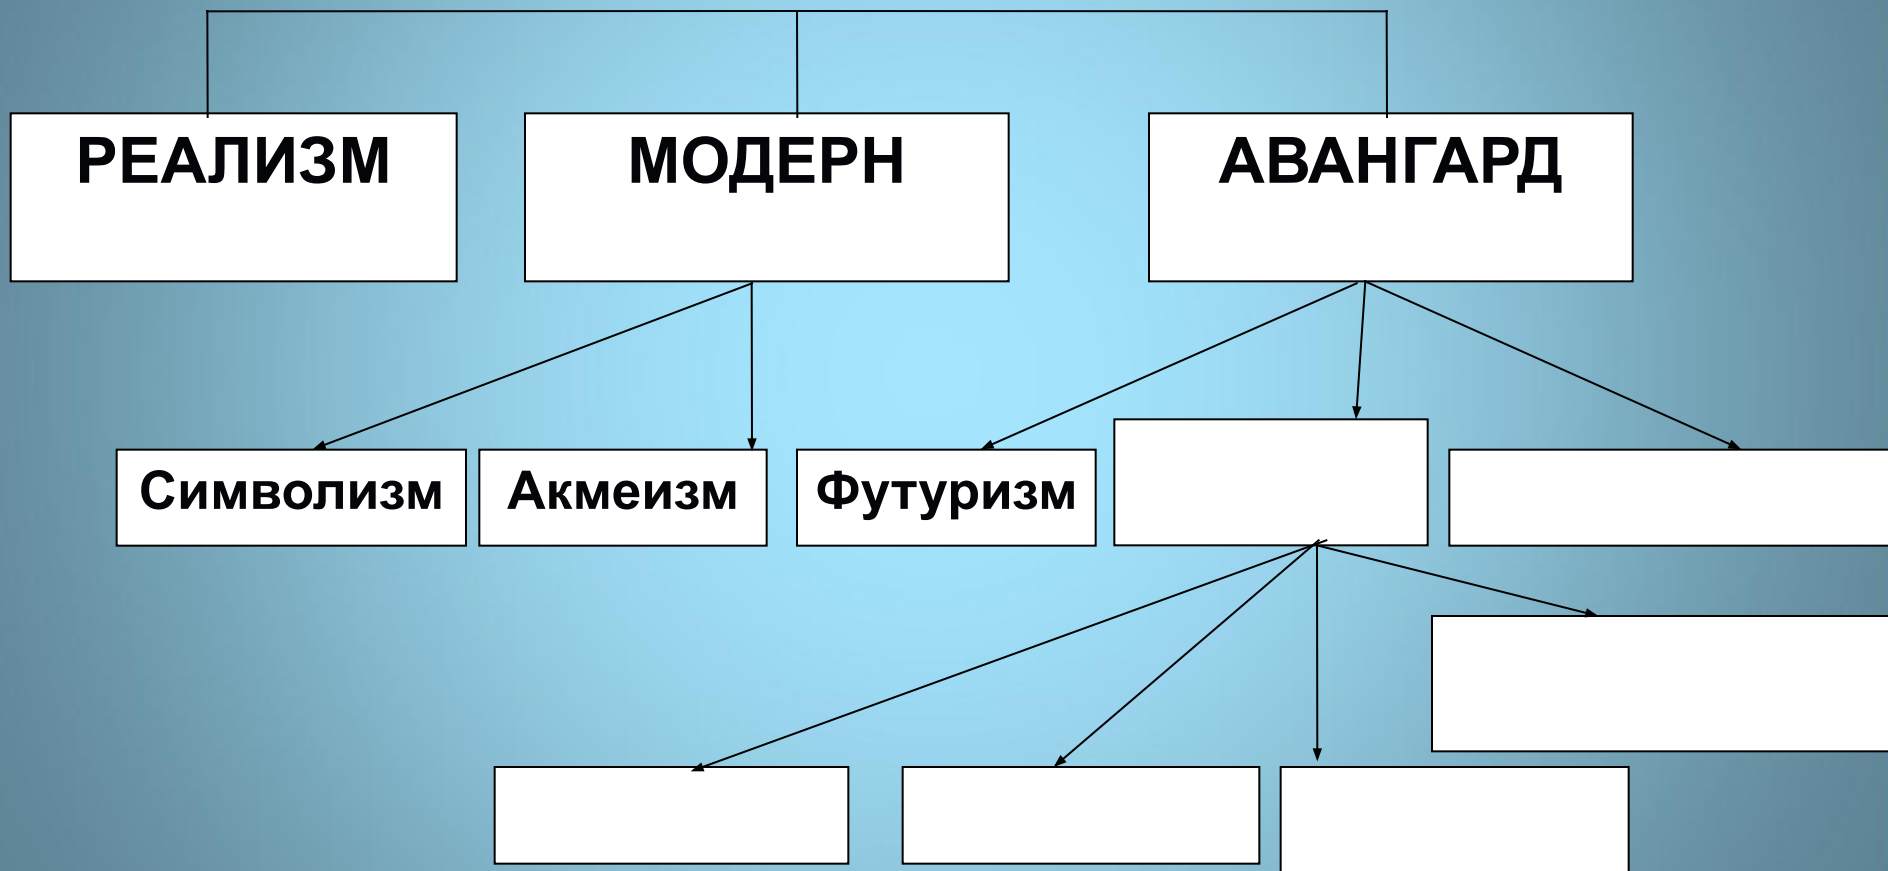 РЕАЛИЗМ
МОДЕРН
АВАНГАРД
Символизм
Акмеизм
Футуризм